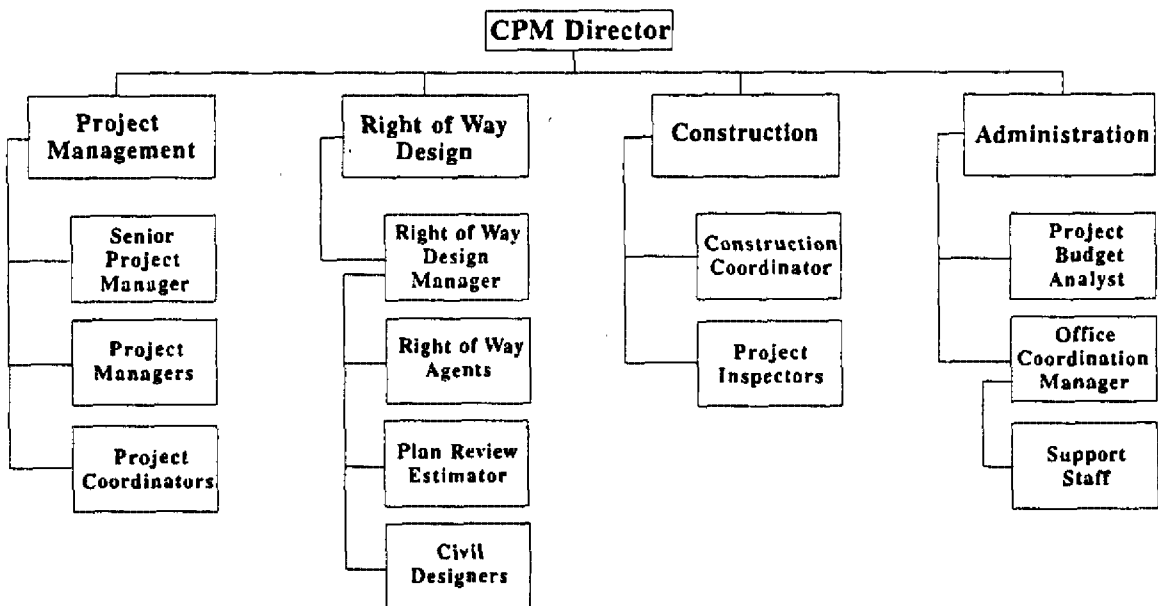 CPM Director
Project
Management
Senior
Project
Manager
Project
Managers
Project
Coordinators
Right of Way
Design
Right of Way
Design
Manager
Right of Way
Agents
Plan Review
Estimator
Civil
Designers
Construction
Construction
Coordinator
Project
Inspectors
Administration
Project
Budget
Analyst
Office
Coordination
Manager
Support
Staff